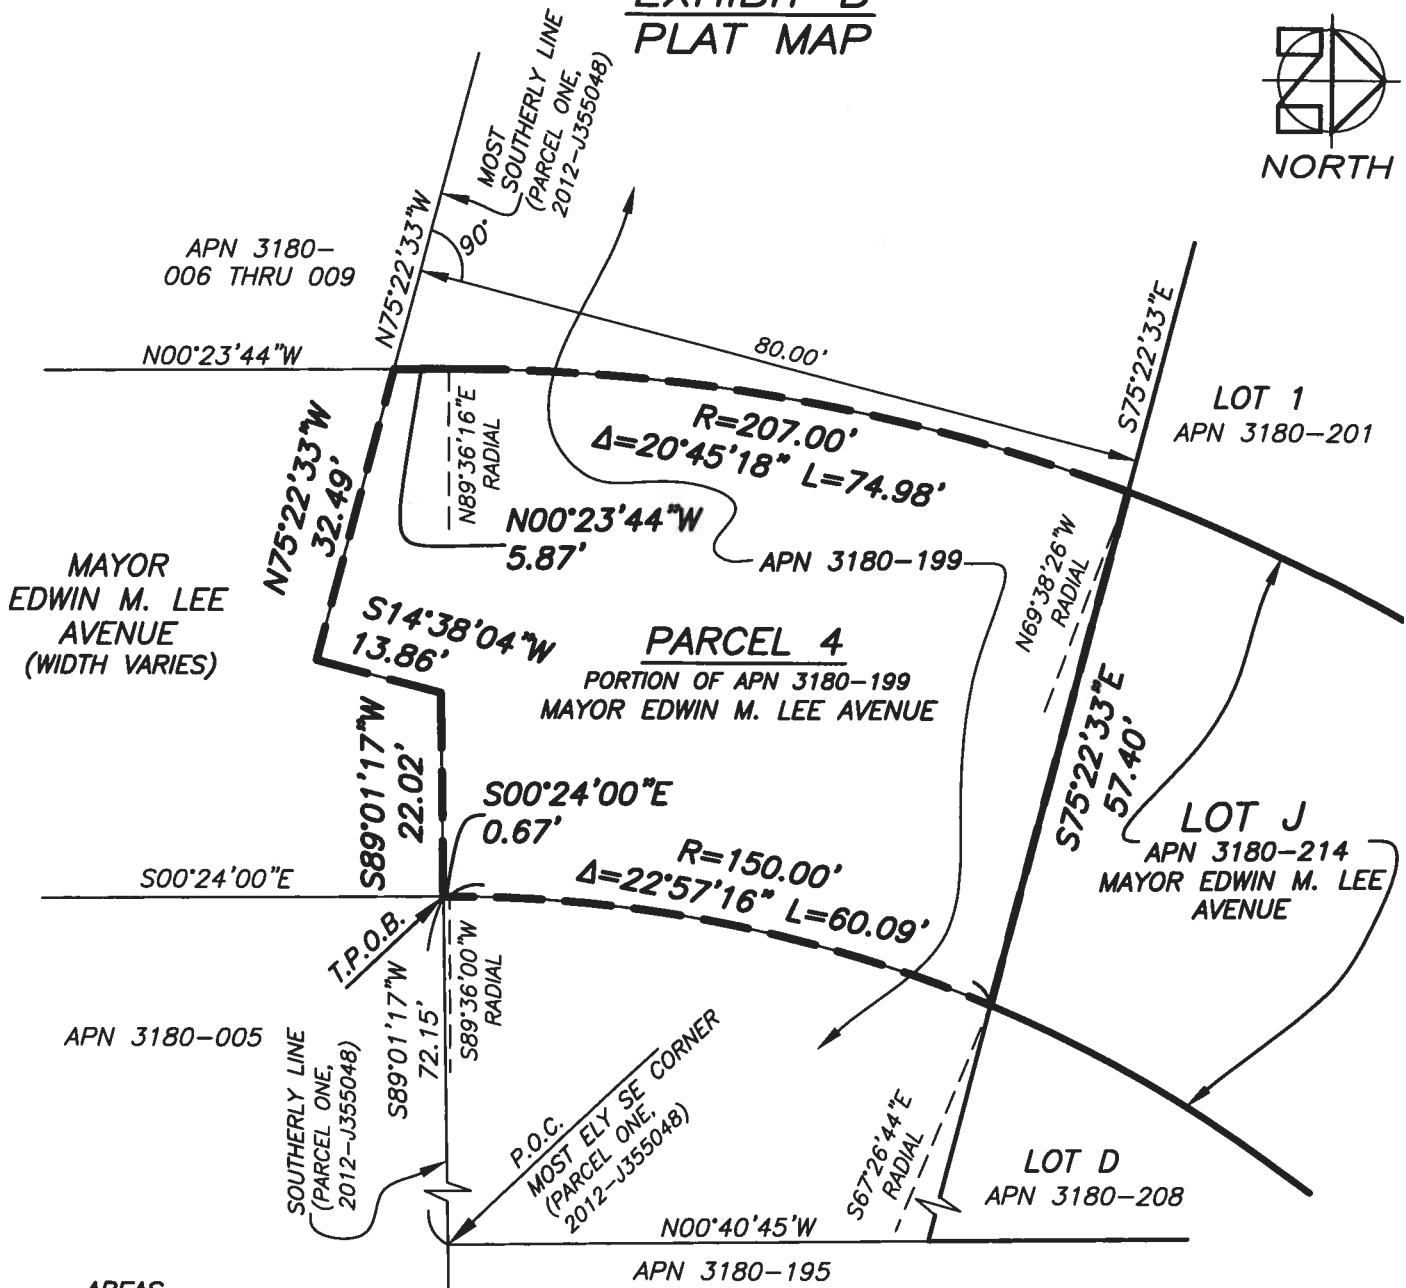 PLAT MAP
NORTH
MOST
SOUTHERLY LINE
(PARCEL ONE,
2012-J355048)
N75°22'33"W
90°
APN 3180-
006 THRU 009
N00°23'44"W
80.00'
S75°22'33"E
LOT 1
APN 3180-201
R=207.00'
Δ=20°45'18" L=74.98'
N89°36'16"E
RADIAL
N75°22'33"W
32.49'
N00°23'44"W
5.87'
APN 3180-199
N69°38'26"W
RADIAL
MAYOR
EDWIN M. LEE
AVENUE
(WIDTH VARIES)
S14°38'04"W
13.86'
PARCEL 4
PORTION OF APN 3180-199
MAYOR EDWIN M. LEE AVENUE
S89°01'17"W
22.02'
S00°24'00"E
0.67'
S75°22'33"E
57.40'
LOT J
APN 3180-214
MAYOR EDWIN M. LEE
AVENUE
S00°24'00"E
R=150.00'
Δ=22°57'16" L=60.09'
T.P.O.B.
S89°01'17"W
72.15'
S89°36'00"W
RADIAL
APN 3180-005
SOUTHERLY LINE
(PARCEL ONE,
2012-J355048)
P.O.C.
MOST ELY SE CORNER
(PARCEL ONE,
2012-J355048)
S67°26'44"E
RADIAL
LOT D
APN 3180-208
N00°40'45'W
APN 3180-195